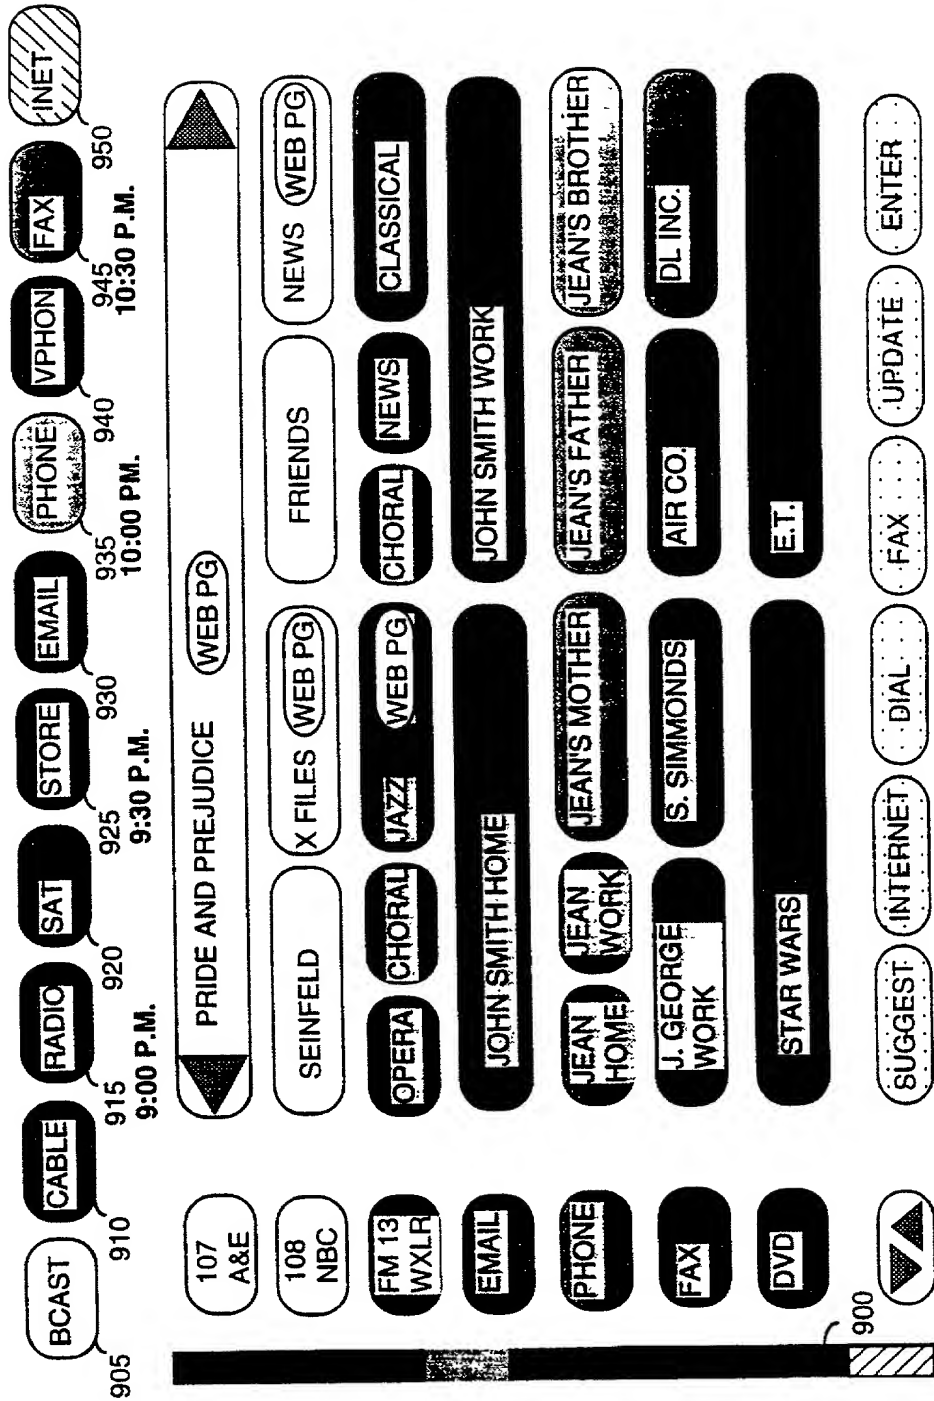 BCAST CABLE RADIO SAT STORE EMAIL PHONE VPHON FAX INET
905 910 915 920 925 930 935 940 945 950
9:00 P.M. 9:30 P.M. 10:00 PM. 10:30 P.M.
107 A&E
PRIDE AND PREJUDICE WEB PG
108 NBC
SEINFELD X FILES WEB PG FRIENDS NEWS WEB PG
FM 13 WXLR
OPERA CHORAL JAZZ WEB PG CHORAL NEWS CLASSICAL
EMAIL JOHN SMITH HOME JOHN SMITH WORK
PHONE JEAN HOME JEAN WORK JEAN'S MOTHER JEAN'S FATHER JEAN'S BROTHER
FAX J. GEORGE WORK S. SIMMONDS AIR CO. DL INC.
DVD STAR WARS E.T.
900
SUGGEST INTERNET DIAL FAX UPDATE ENTER